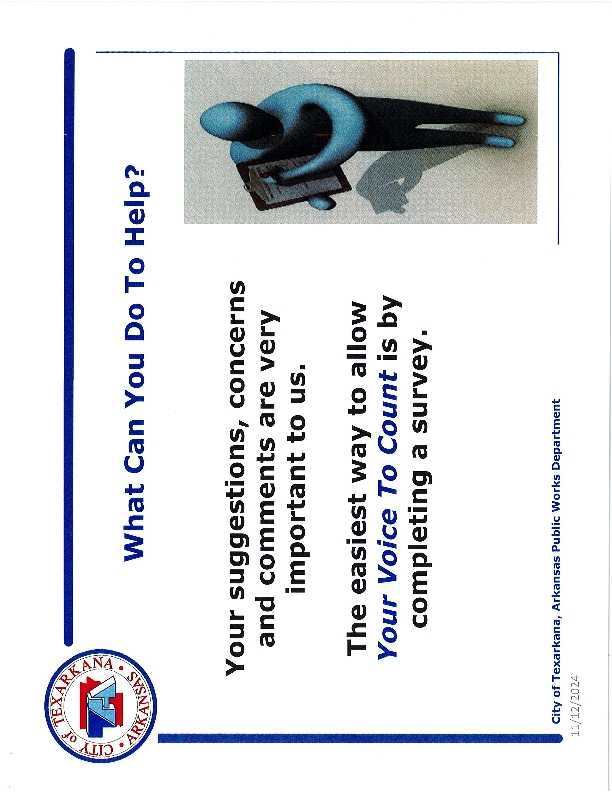 CITY of TEXARKANA • ARKANSAS •
What Can You Do To Help?
Your suggestions, concerns
and comments are very
important to us.
The easiest way to allow
Your Voice To Count is by
completing a survey.
City of Texarkana, Arkansas Public Works Department
11/12/2024